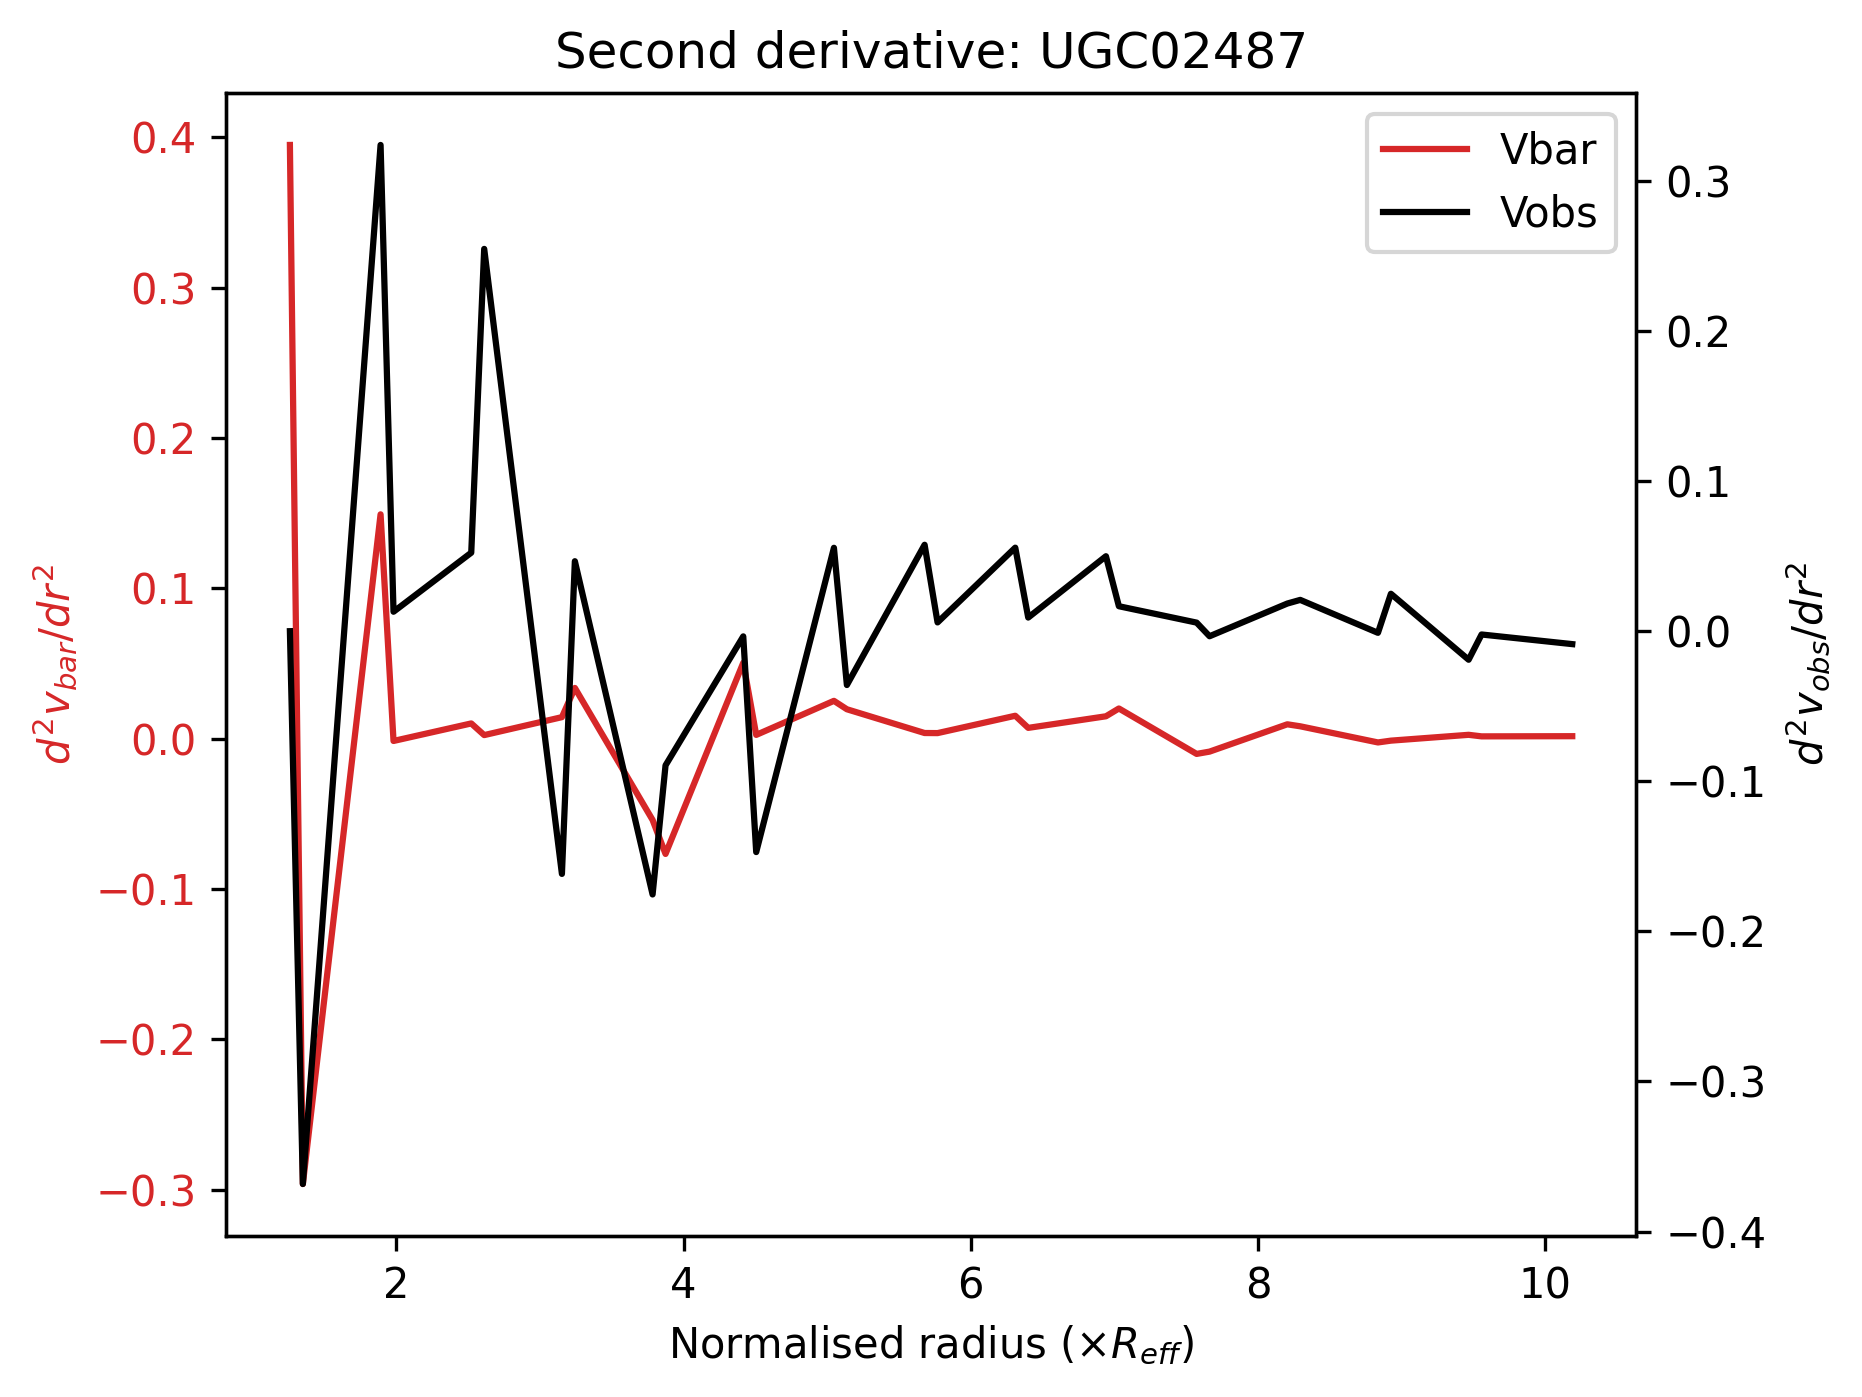 Second derivative: UGC02487
Vbar
Vobs
0.4
0.3
0.2
0.1
0.0
−0.1
−0.2
−0.3
d²v_bar/dr²
0.3
0.2
0.1
0.0
−0.1
−0.2
−0.3
−0.4
d²v_obs/dr²
2 4 6 8 10
Normalised radius (×R_eff)